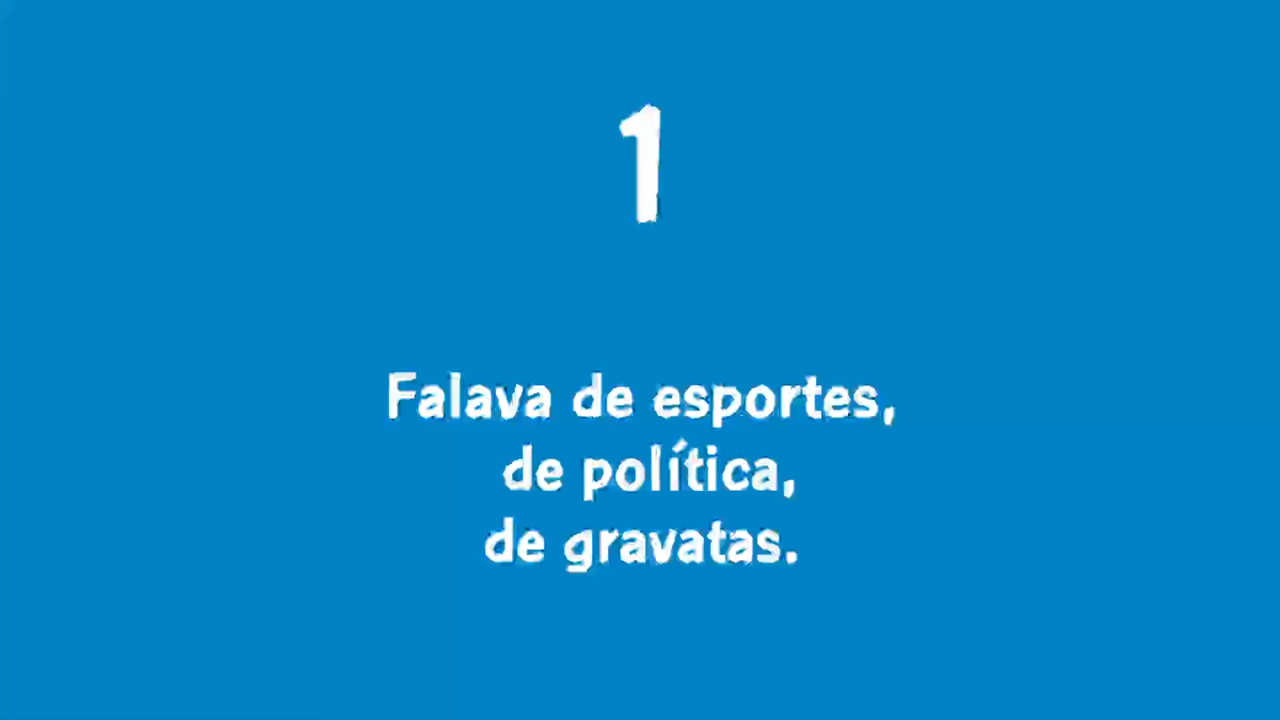 1
Falava de esportes,
de política,
de gravatas.